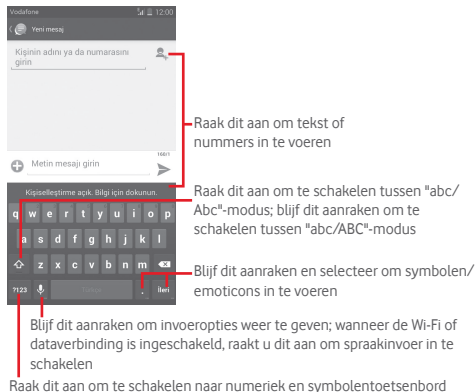 Vodafone 12:00
Yeni mesaj
Kişinin adını ya da numarasını
girin
Raak dit aan om tekst of
nummers in te voeren
160/1
Metin mesajı girin
Kişiselleştirme açık. Bilgi için dokunun.
q w e r t y u i o p
a s d f g h j k l
z x c v b n m
?123 Türkçe . İleri
Raak dit aan om te schakelen tussen "abc/
Abc"-modus; blijf dit aanraken om te
schakelen tussen "abc/ABC"-modus
Blijf dit aanraken en selecteer om symbolen/
emoticons in te voeren
Blijf dit aanraken om invoeropties weer te geven; wanneer de Wi-Fi of
dataverbinding is ingeschakeld, raakt u dit aan om spraakinvoer in te
schakelen
Raak dit aan om te schakelen naar numeriek en symbolentoetsenbord